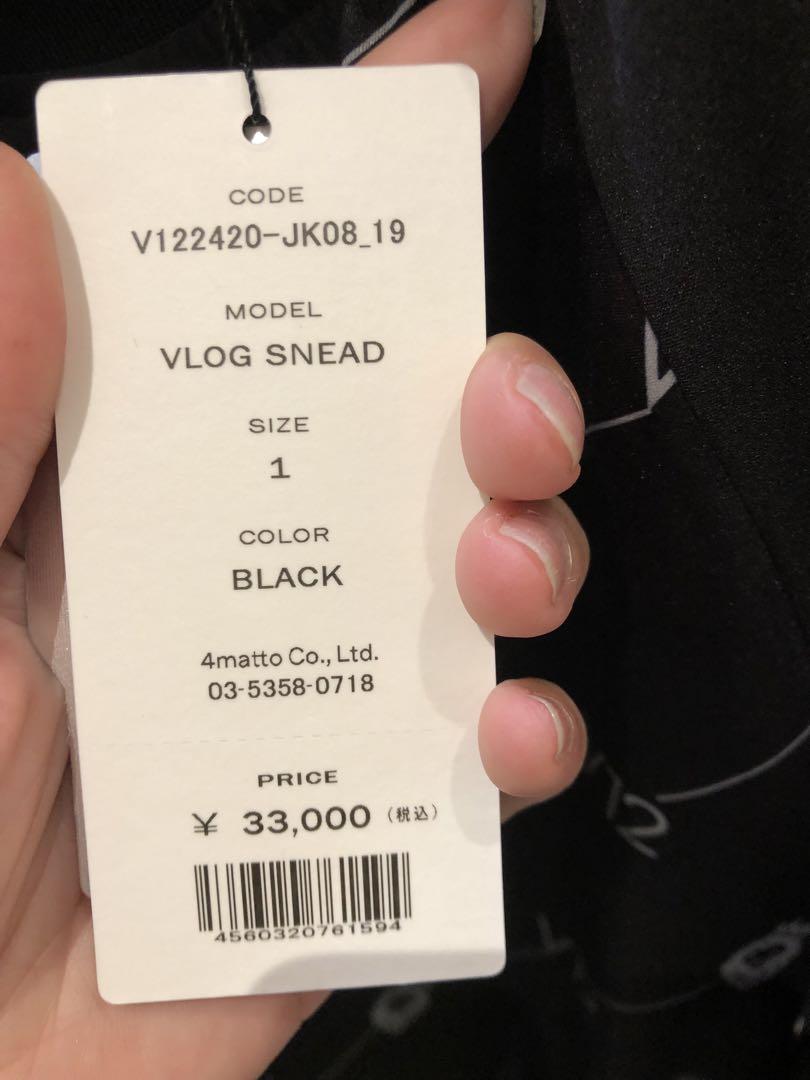 CODE
V122420-JK08_19
MODEL
VLOG SNEAD
SIZE
1
COLOR
BLACK
4matto Co., Ltd.
03-5358-0718
PRICE
¥ 33,000 (税込)
4560320761594